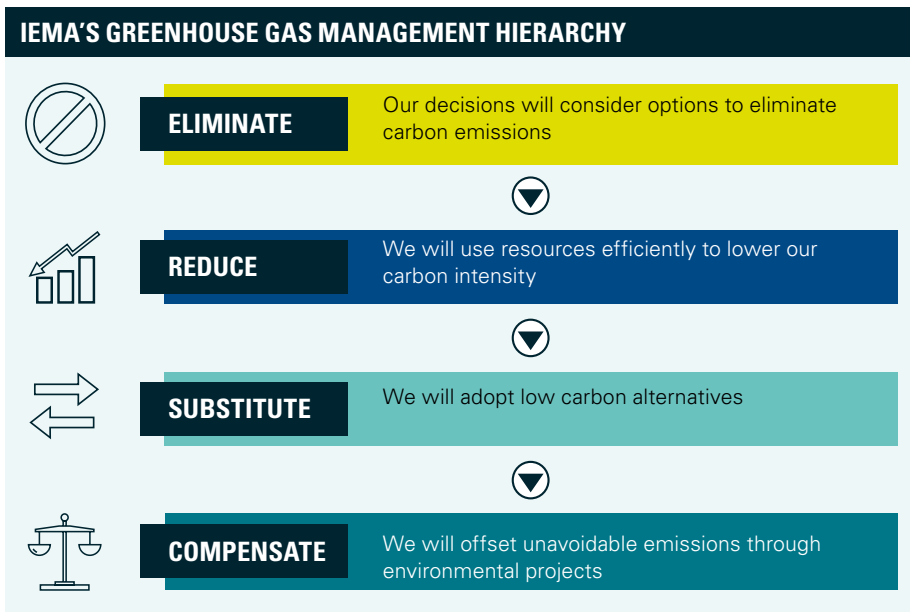 IEMA'S GREENHOUSE GAS MANAGEMENT HIERARCHY
ELIMINATE
Our decisions will consider options to eliminate
carbon emissions
REDUCE
We will use resources efficiently to lower our
carbon intensity
SUBSTITUTE
We will adopt low carbon alternatives
COMPENSATE
We will offset unavoidable emissions through
environmental projects